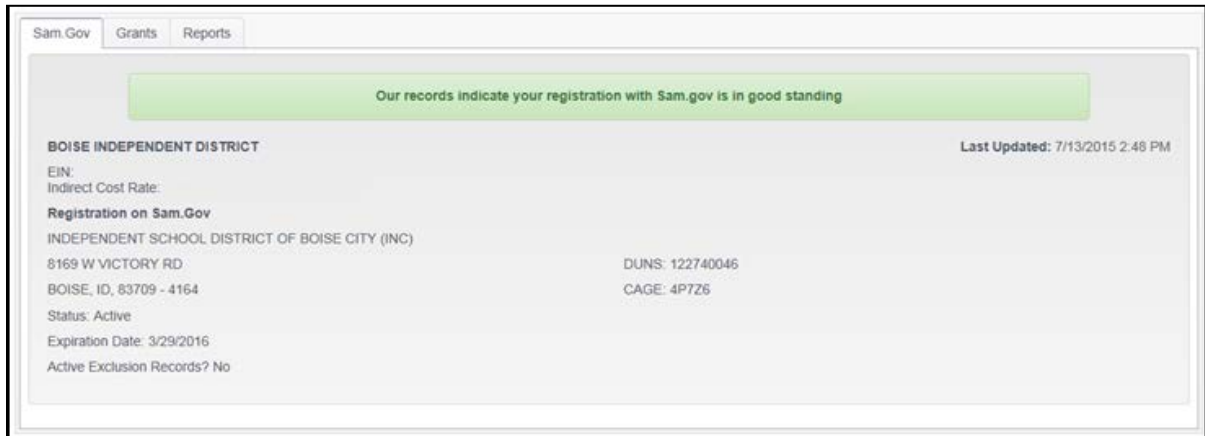 Sam.Gov Grants Reports
Our records indicate your registration with Sam.gov is in good standing
BOISE INDEPENDENT DISTRICT Last Updated: 7/13/2015 2:48 PM
EIN:
Indirect Cost Rate:
Registration on Sam.Gov
INDEPENDENT SCHOOL DISTRICT OF BOISE CITY (INC)
8169 W VICTORY RD DUNS: 122740046
BOISE, ID, 83709 - 4164 CAGE: 4P7Z6
Status: Active
Expiration Date: 3/29/2016
Active Exclusion Records? No